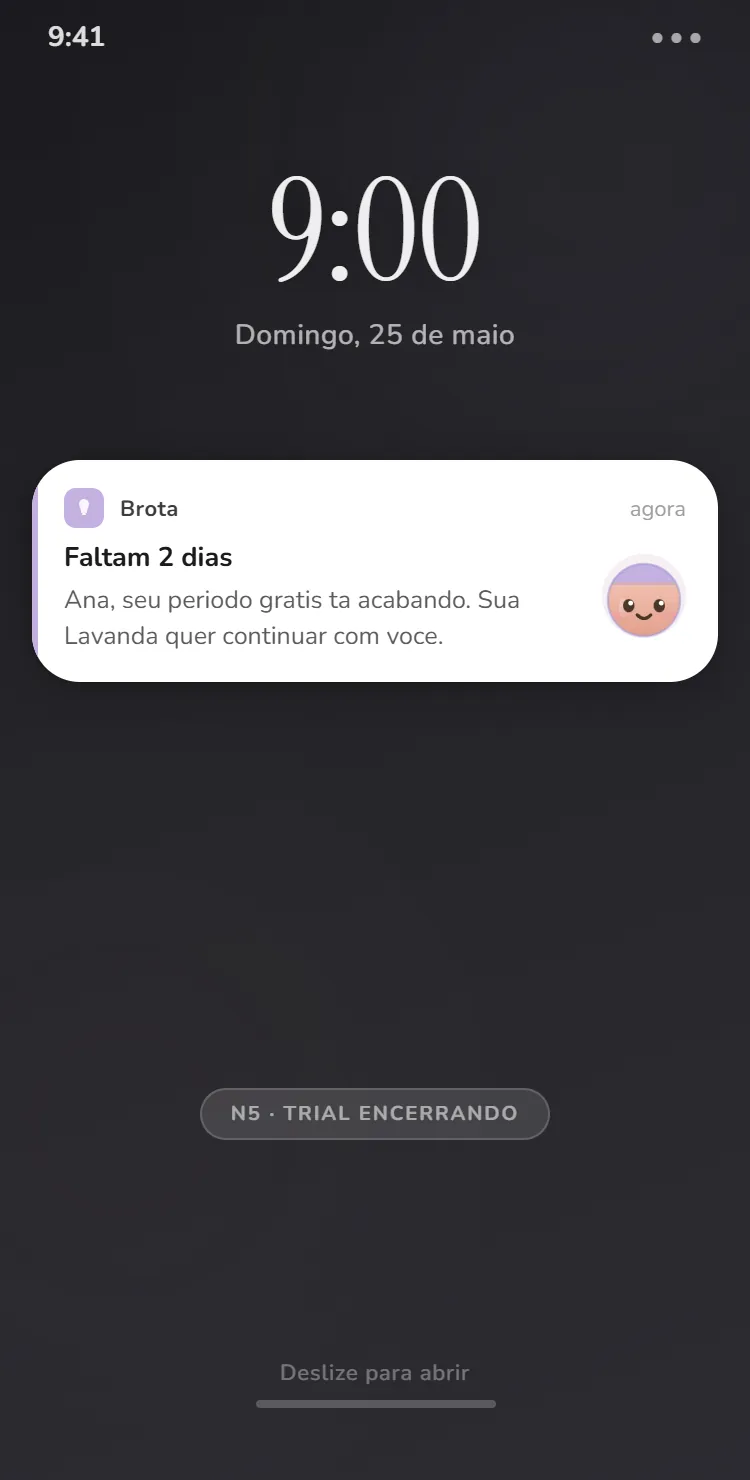 9:41
9:00
Domingo, 25 de maio
Brota
agora
Faltam 2 dias
Ana, seu periodo gratis ta acabando. Sua
Lavanda quer continuar com voce.
N5 · TRIAL ENCERRANDO
Deslize para abrir